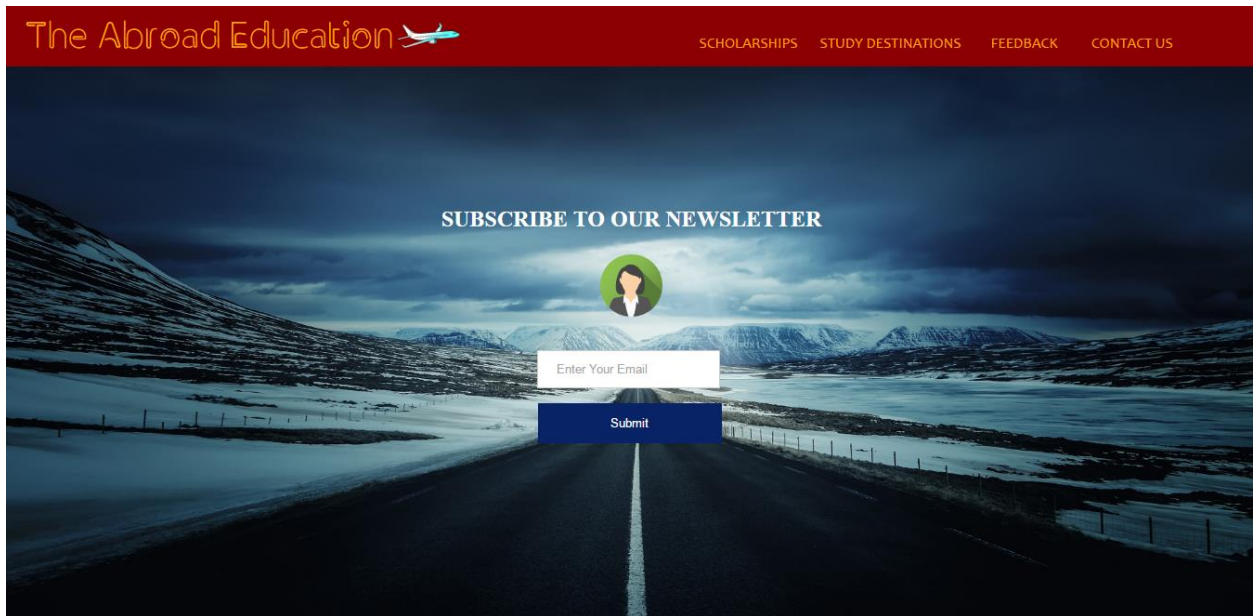 The Abroad Education
SCHOLARSHIPS STUDY DESTINATIONS FEEDBACK CONTACT US
SUBSCRIBE TO OUR NEWSLETTER
Enter Your Email
Submit